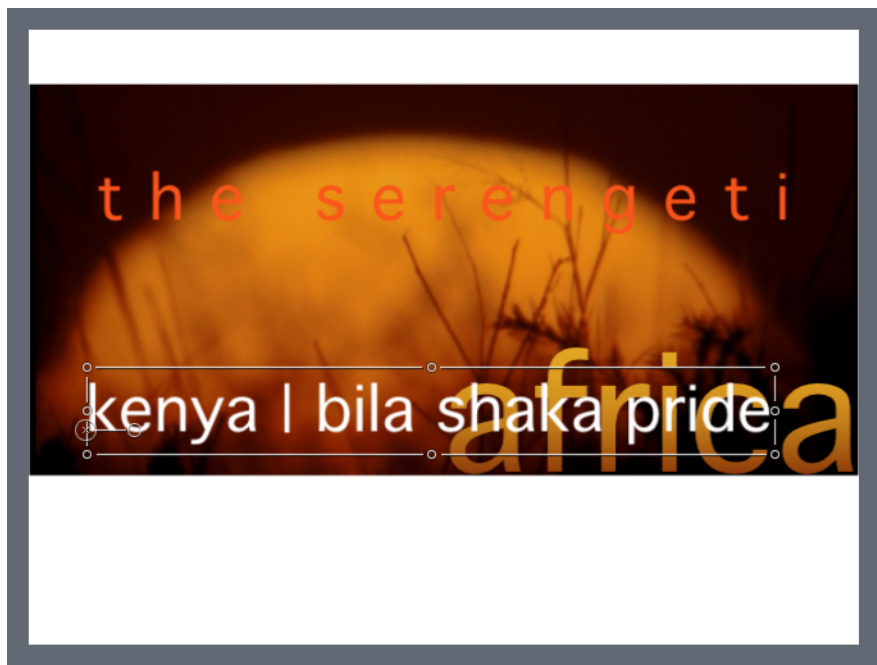 the serengeti
kenya | bila shaka pride
africa